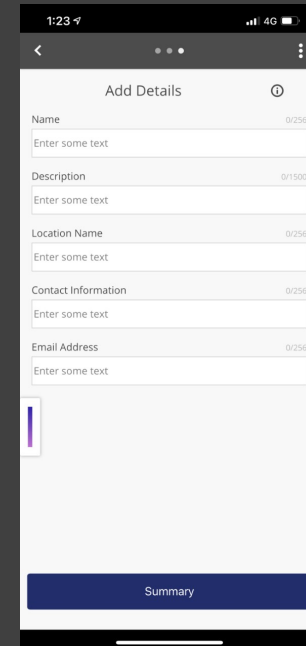 1:23
4G
Add Details
Name
0/256
Enter some text
Description
0/1500
Enter some text
Location Name
0/256
Enter some text
Contact Information
0/256
Enter some text
Email Address
0/256
Enter some text
Summary